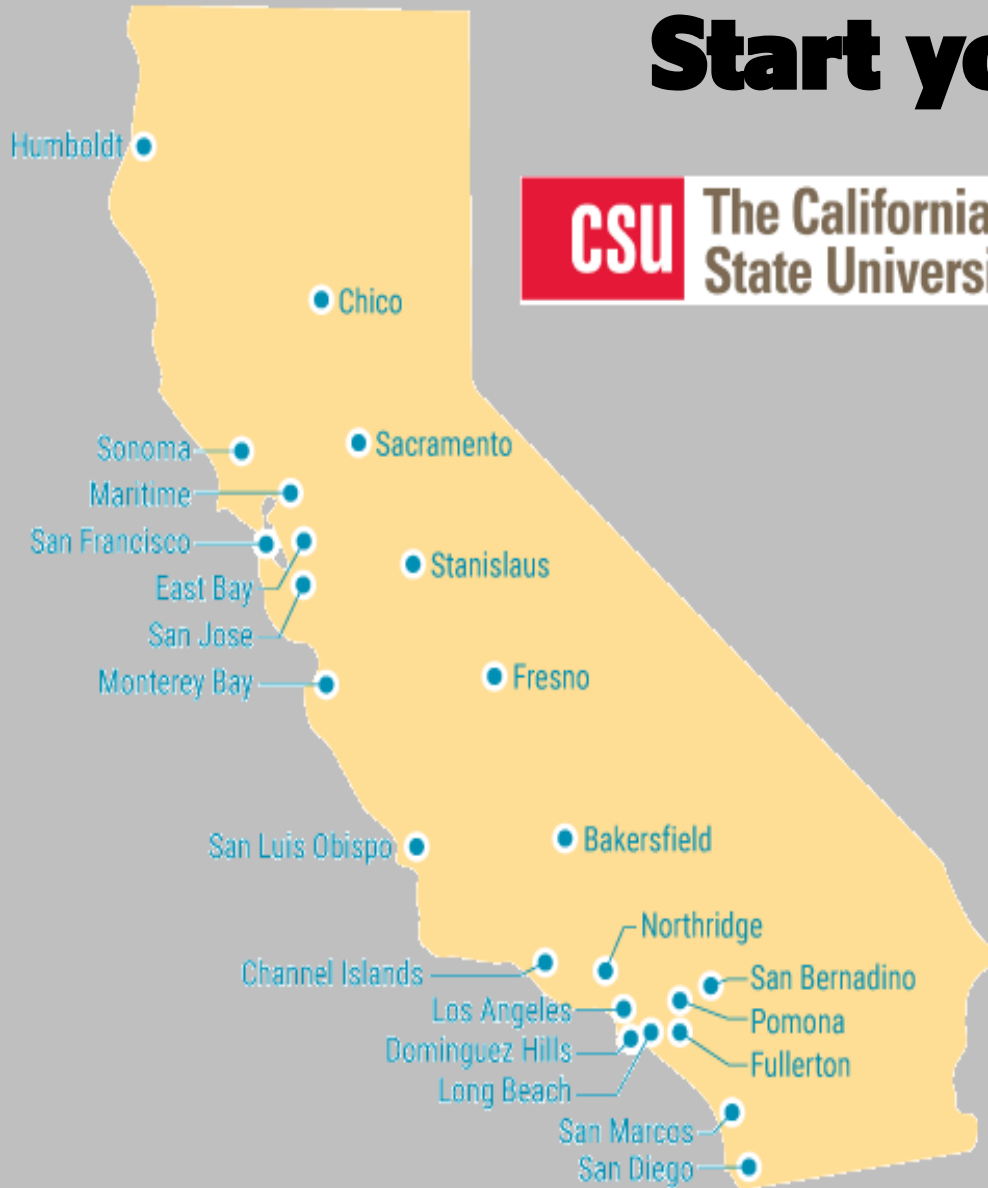 Start yo
Humboldt
CSU
The California
State Universi
Chico
Sonoma
Sacramento
Maritime
San Francisco
Stanislaus
East Bay
San Jose
Monterey Bay
Fresno
San Luis Obispo
Bakersfield
Northridge
Channel Islands
San Bernadino
Los Angeles
Pomona
Dominguez Hills
Fullerton
Long Beach
San Marcos
San Diego